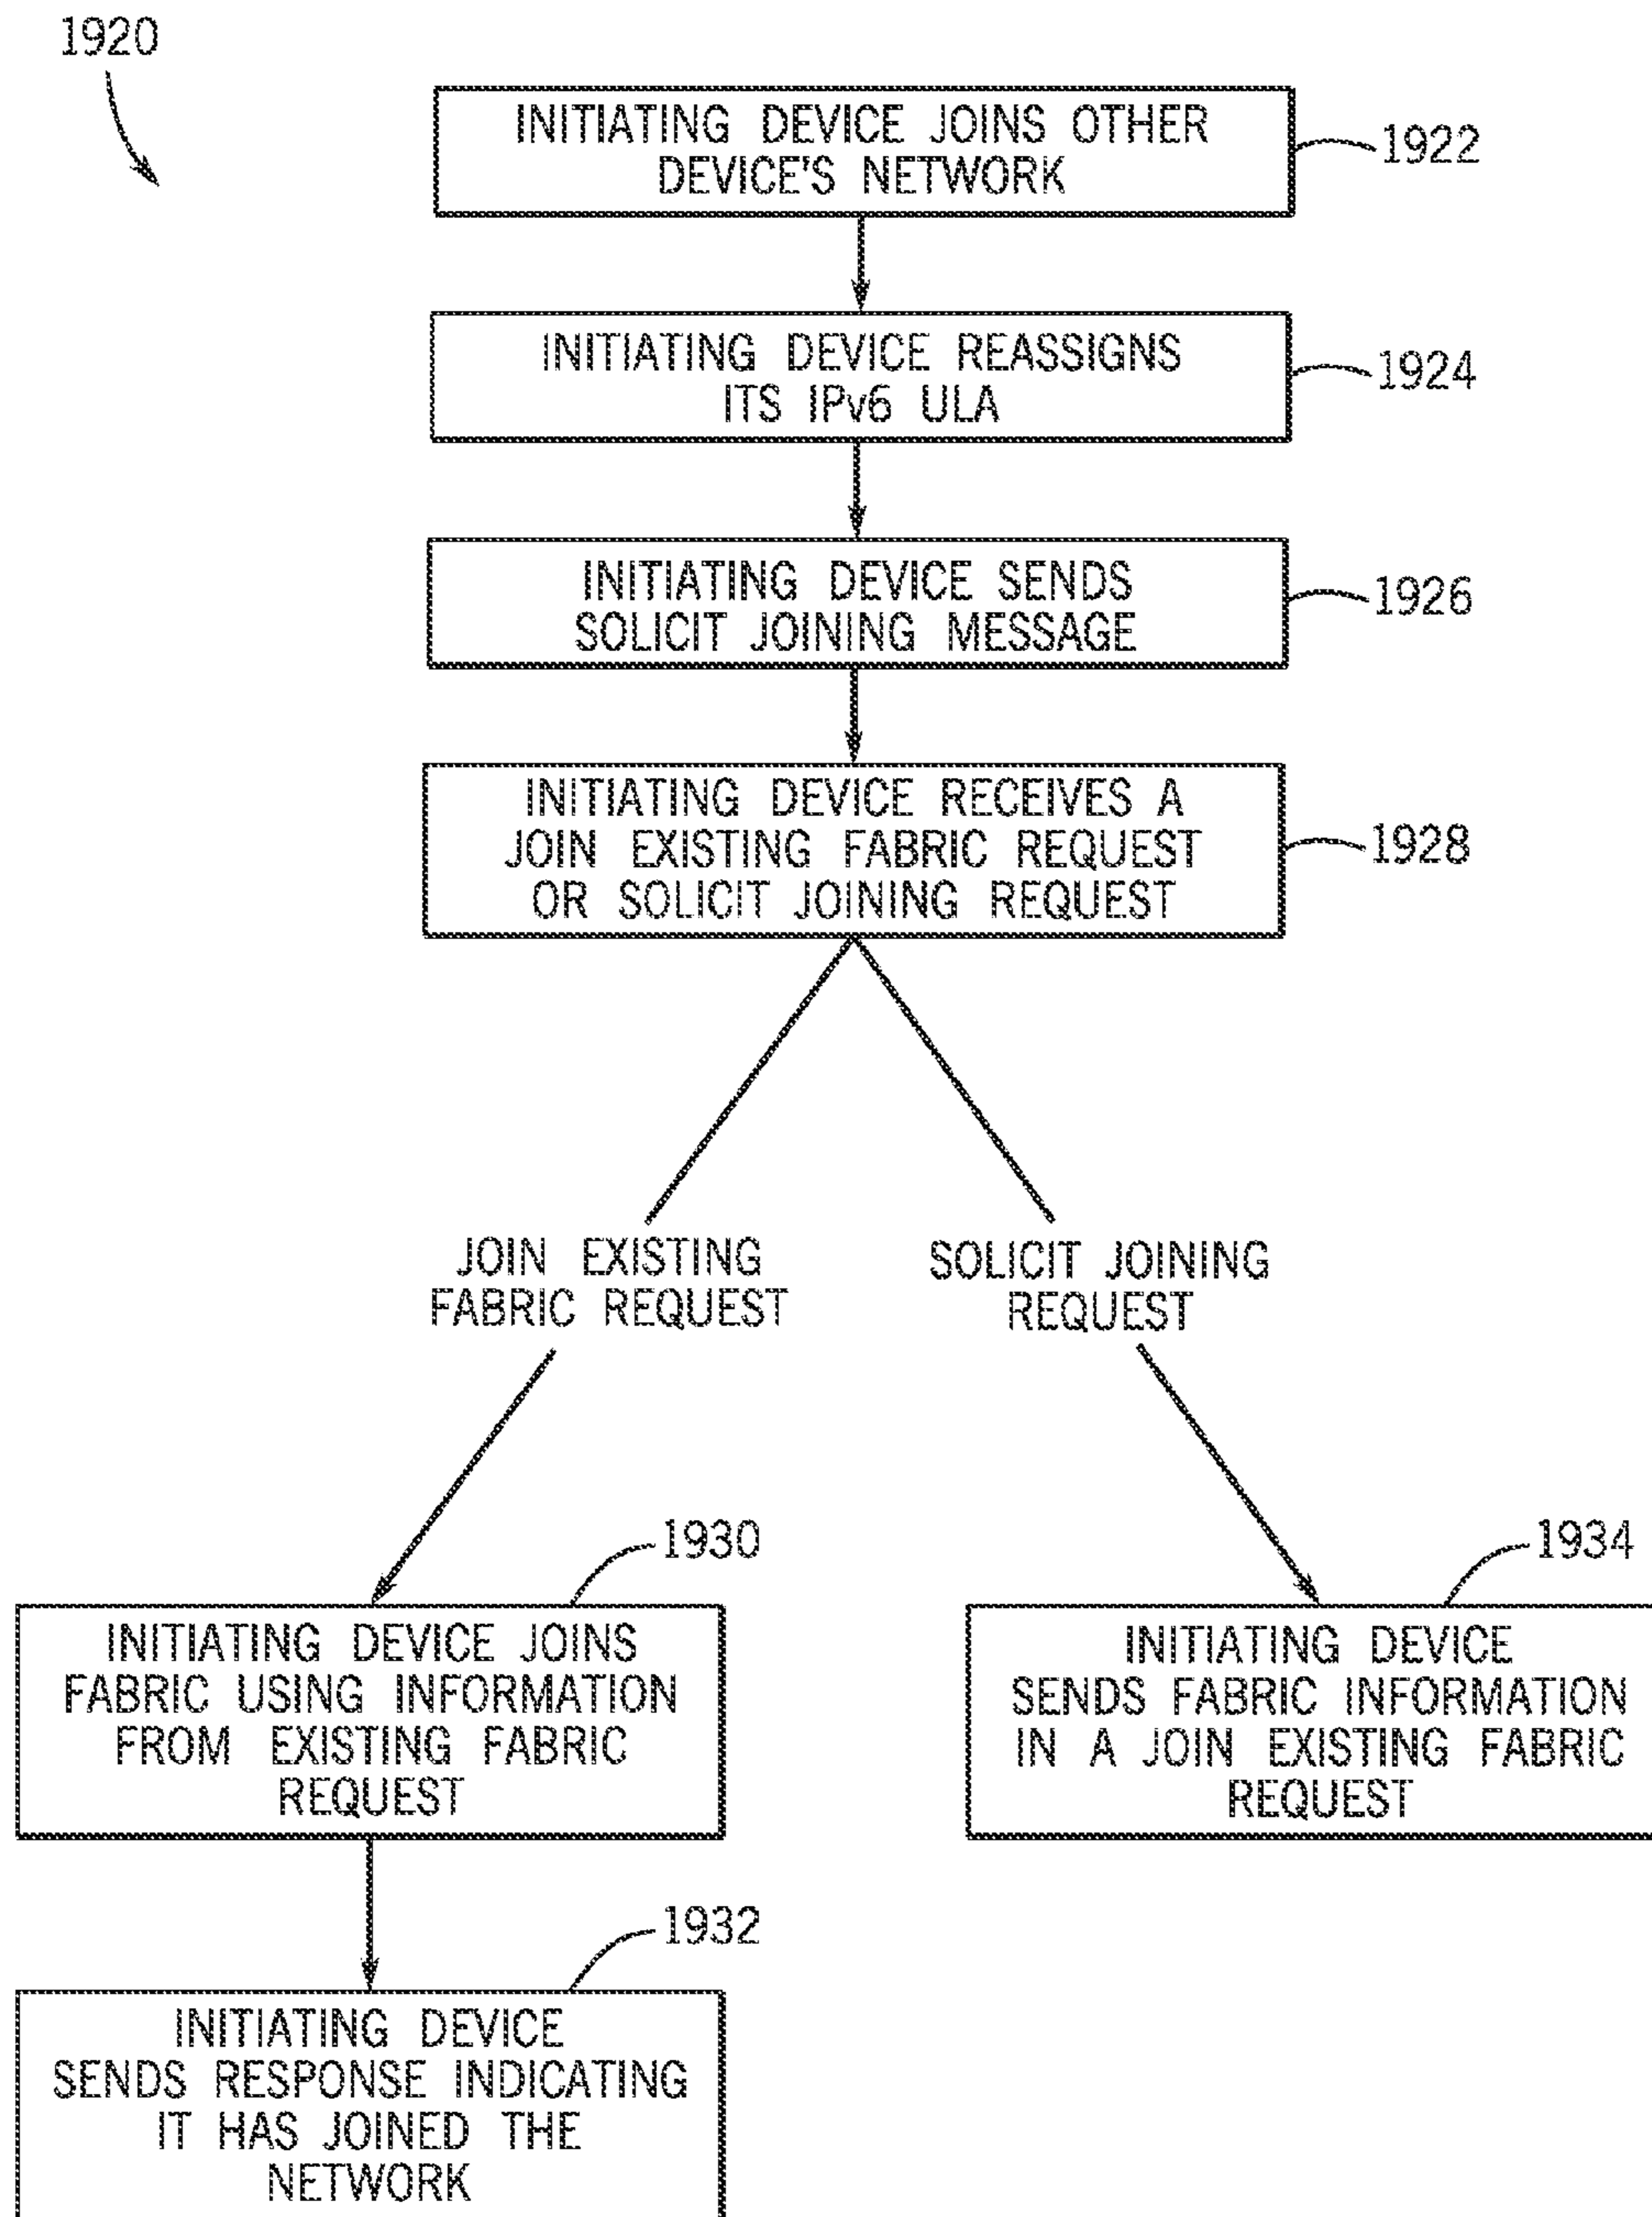 1920
INITIATING DEVICE JOINS OTHER
DEVICE'S NETWORK
1922
INITIATING DEVICE REASSIGNS
ITS IPv6 ULA
1924
INITIATING DEVICE SENDS
SOLICIT JOINING MESSAGE
1926
INITIATING DEVICE RECEIVES A
JOIN EXISTING FABRIC REQUEST
OR SOLICIT JOINING REQUEST
1928
JOIN EXISTING
FABRIC REQUEST
SOLICIT JOINING
REQUEST
1930
INITIATING DEVICE JOINS
FABRIC USING INFORMATION
FROM EXISTING FABRIC
REQUEST
1934
INITIATING DEVICE
SENDS FABRIC INFORMATION
IN A JOIN EXISTING FABRIC
REQUEST
1932
INITIATING DEVICE
SENDS RESPONSE INDICATING
IT HAS JOINED THE
NETWORK